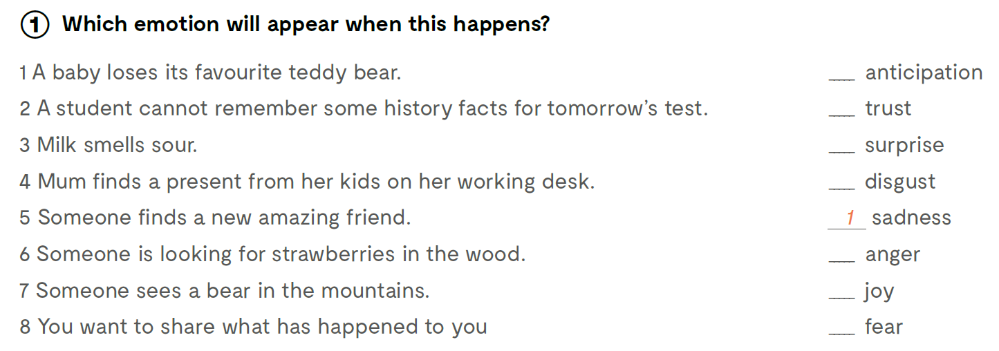 1 Which emotion will appear when this happens?
1 A baby loses its favourite teddy bear. ___ anticipation
2 A student cannot remember some history facts for tomorrow’s test. ___ trust
3 Milk smells sour. ___ surprise
4 Mum finds a present from her kids on her working desk. ___ disgust
5 Someone finds a new amazing friend. 1 sadness
6 Someone is looking for strawberries in the wood. ___ anger
7 Someone sees a bear in the mountains. ___ joy
8 You want to share what has happened to you ___ fear